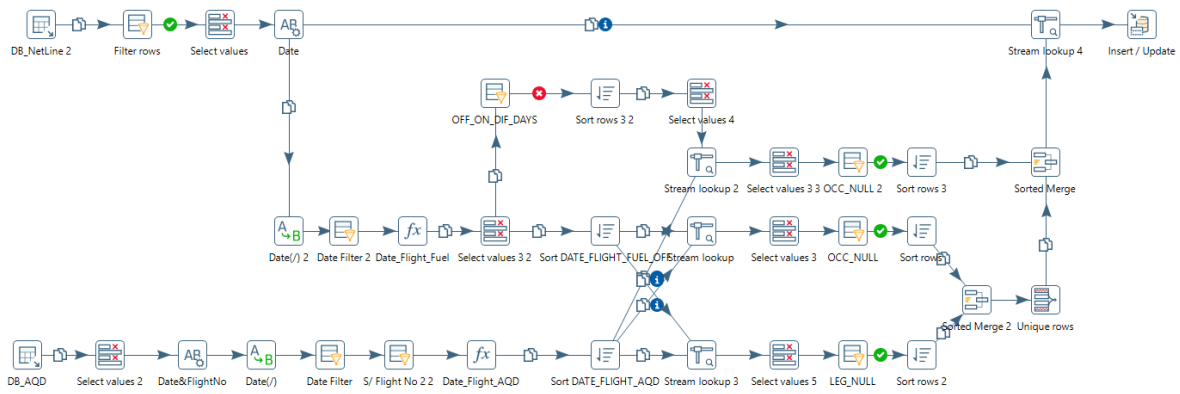 DB_NetLine 2
Filter rows
Select values
Date
Stream lookup 4
Insert / Update
OFF_ON_DIF_DAYS
Sort rows 3 2
Select values 4
Stream lookup 2
Select values 3 3
OCC_NULL 2
Sort rows 3
Sorted Merge
Date(/) 2
Date Filter 2
Date_Flight_Fuel
Select values 3 2
Sort DATE_FLIGHT_FUEL_OFF
Stream lookup
Select values 3
OCC_NULL
Sort rows
Sorted Merge 2
Unique rows
DB_AQD
Select values 2
Date&FlightNo
Date(/)
Date Filter
S/ Flight No 2 2
Date_Flight_AQD
Sort DATE_FLIGHT_AQD
Stream lookup 3
Select values 5
LEG_NULL
Sort rows 2